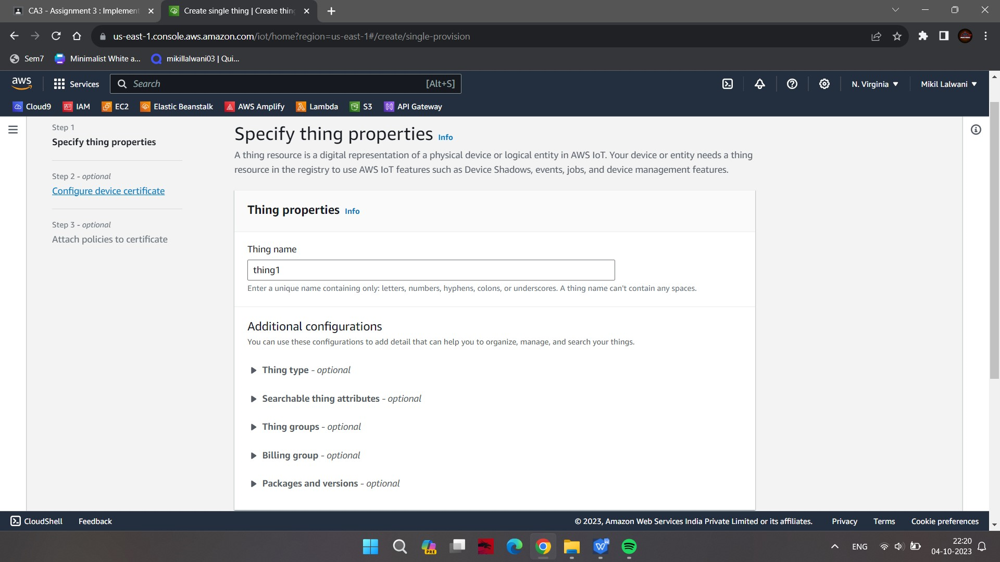 CA3 - Assignment 3 : Implement
Create single thing | Create thing
us-east-1.console.aws.amazon.com/iot/home?region=us-east-1#/create/single-provision
Sem7
Minimalist White a...
mikillalwani03 | Qui...
aws
Services
Search
[Alt+S]
N. Virginia
Mikil Lalwani
Cloud9
IAM
EC2
Elastic Beanstalk
AWS Amplify
Lambda
S3
API Gateway
Step 1
Specify thing properties
Step 2 - optional
Configure device certificate
Step 3 - optional
Attach policies to certificate
Specify thing properties Info
A thing resource is a digital representation of a physical device or logical entity in AWS IoT. Your device or entity needs a thing
resource in the registry to use AWS IoT features such as Device Shadows, events, jobs, and device management features.
Thing properties Info
Thing name
thing1
Enter a unique name containing only: letters, numbers, hyphens, colons, or underscores. A thing name can't contain any spaces.
Additional configurations
You can use these configurations to add detail that can help you to organize, manage, and search your things.
Thing type - optional
Searchable thing attributes - optional
Thing groups - optional
Billing group - optional
Packages and versions - optional
CloudShell
Feedback
© 2023, Amazon Web Services India Private Limited or its affiliates.
Privacy
Terms
Cookie preferences
PRE
ENG
22:20
04-10-2023